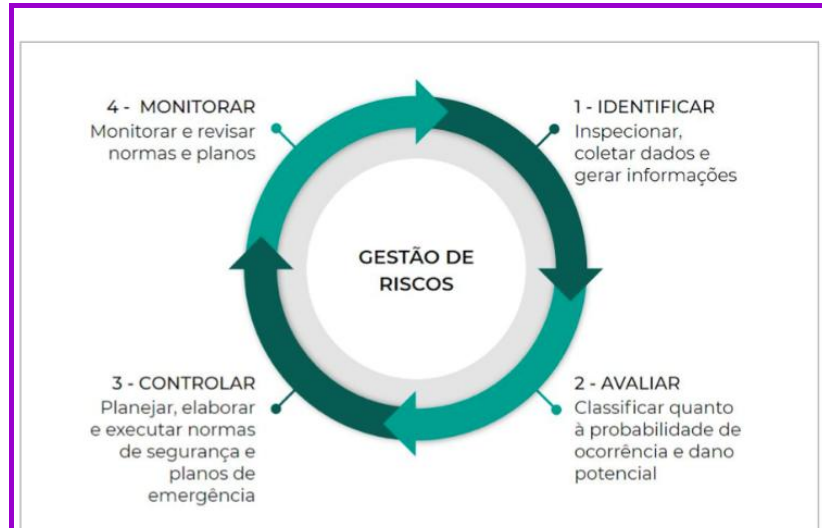 4 - MONITORAR
Monitorar e revisar
normas e planos
1 - IDENTIFICAR
Inspecionar,
coletar dados e
gerar informações
GESTÃO DE
RISCOS
3 - CONTROLAR
Planejar, elaborar
e executar normas
de segurança e
planos de
emergência
2 - AVALIAR
Classificar quanto
à probabilidade de
ocorrência e dano
potencial